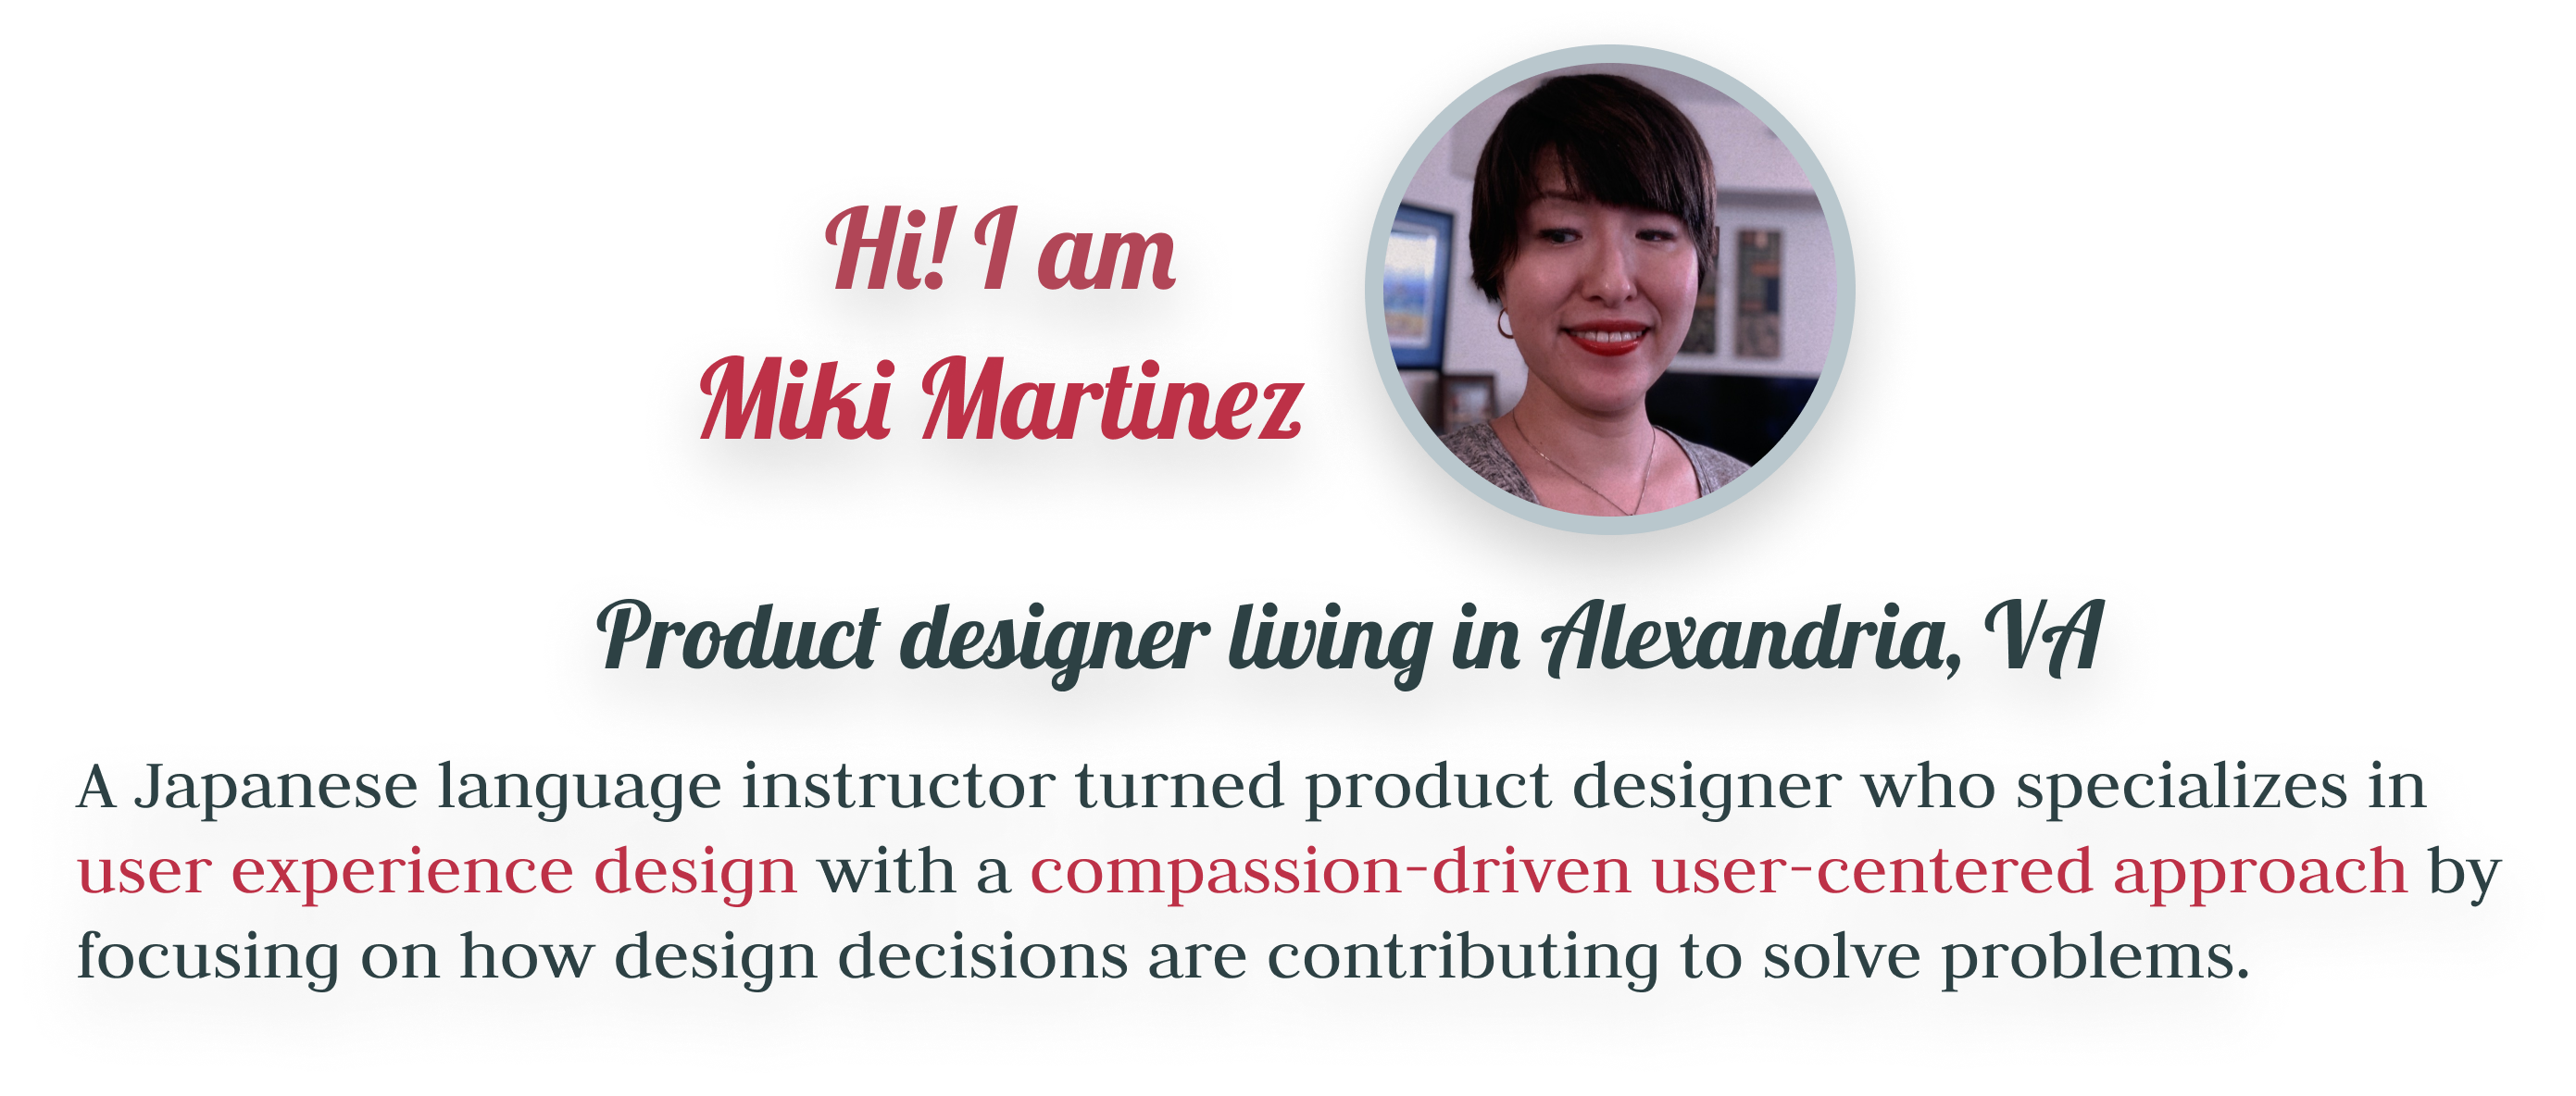 Hi! I am
Miki Martinez
Product designer living in Alexandria, VA
A Japanese language instructor turned product designer who specializes in
user experience design with a compassion-driven user-centered approach by
focusing on how design decisions are contributing to solve problems.